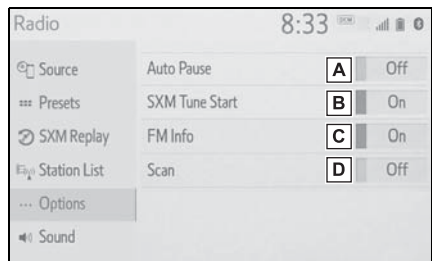 Radio 8:33 DCM
Source
Presets
SXM Replay
Station List
Options
Sound
Auto Pause A Off
SXM Tune Start B On
FM Info C On
Scan D Off